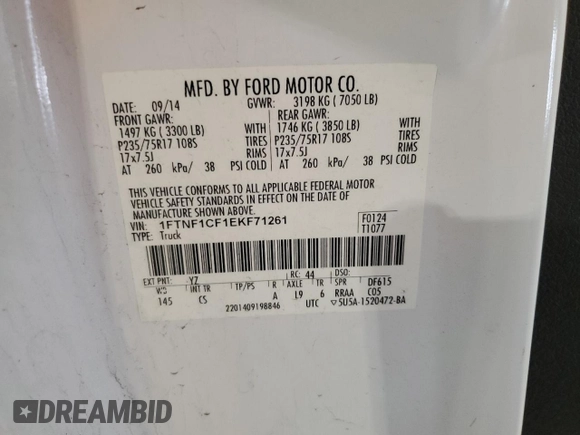 MFD. BY FORD MOTOR CO.
DATE: 09/14 GVWR: 3198 KG ( 7050 LB)
FRONT GAWR: REAR GAWR:
1497 KG ( 3300 LB) WITH 1746 KG ( 3850 LB) WITH
P235/75R17 108S TIRES P235/75R17 108S TIRES
17x7.5J RIMS 17x7.5J RIMS
AT 260 kPa/ 38 PSI COLD AT 260 kPa/ 38 PSI COLD
THIS VEHICLE CONFORMS TO ALL APPLICABLE FEDERAL MOTOR
VEHICLE SAFETY STANDARDS IN EFFECT ON THE DATE OF
MANUFACTURE SHOWN ABOVE.
VIN: 1FTNF1CF1EKF71261 F0124
TYPE: Truck T1077
EXT PNT: YZ RC: 44 DSO:
WB INT TR TP/PS R AXLE TR SPR DF615
145 CS A L9 6 RRAA C05
2201409198846 UTC ▽5U5A-1520472-BA
DREAMBID